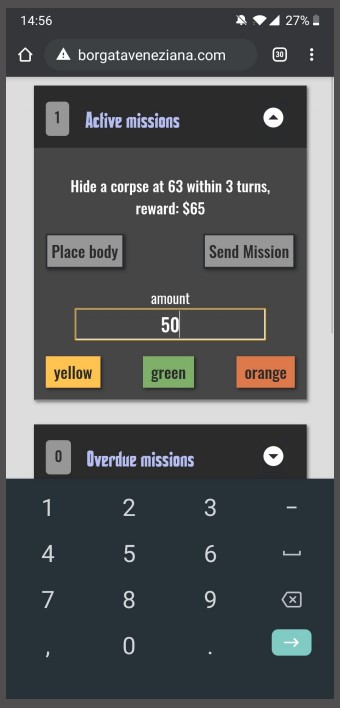 14:56
27%
borgataveneziana.com
30
1
Active missions
Hide a corpse at 63 within 3 turns,
reward: $65
Place body
Send Mission
amount
50
yellow
green
orange
0
Overdue missions
1 2 3 –
4 5 6
7 8 9
, 0 .